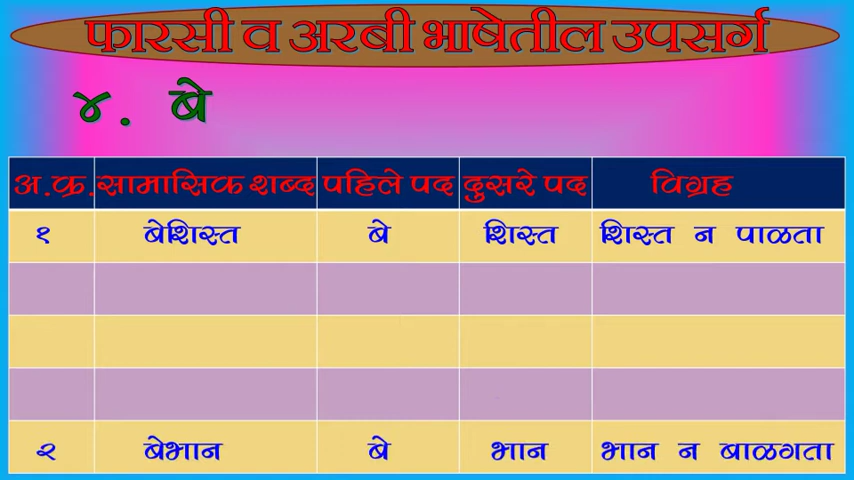 फारसी व अरबी भाषेतील उपसर्ग
४. बे
अ.क्र. सामासिक शब्द पहिले पद दुसरे पद विग्रह
१ बेशिस्त बे शिस्त शिस्त न पाळता
२ बेभान बे भान भान न बाळगता